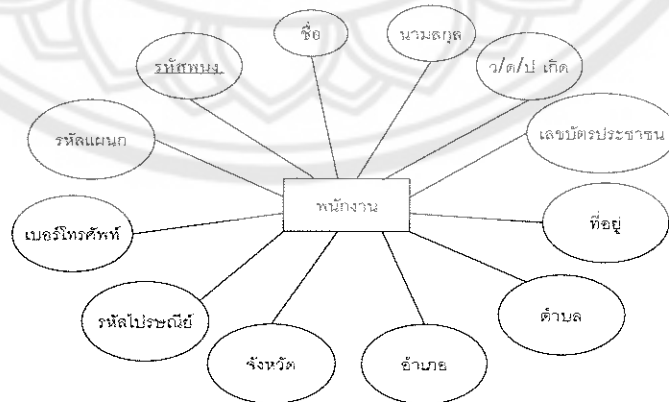 ชื่อ
นามสกุล
รหัสพนง.
ว/ด/ป เกิด
รหัสแผนก
เลขบัตรประชาชน
พนักงาน
เบอร์โทรศัพท์
ที่อยู่
รหัสไปรษณีย์
ตำบล
จังหวัด
อำเภอ